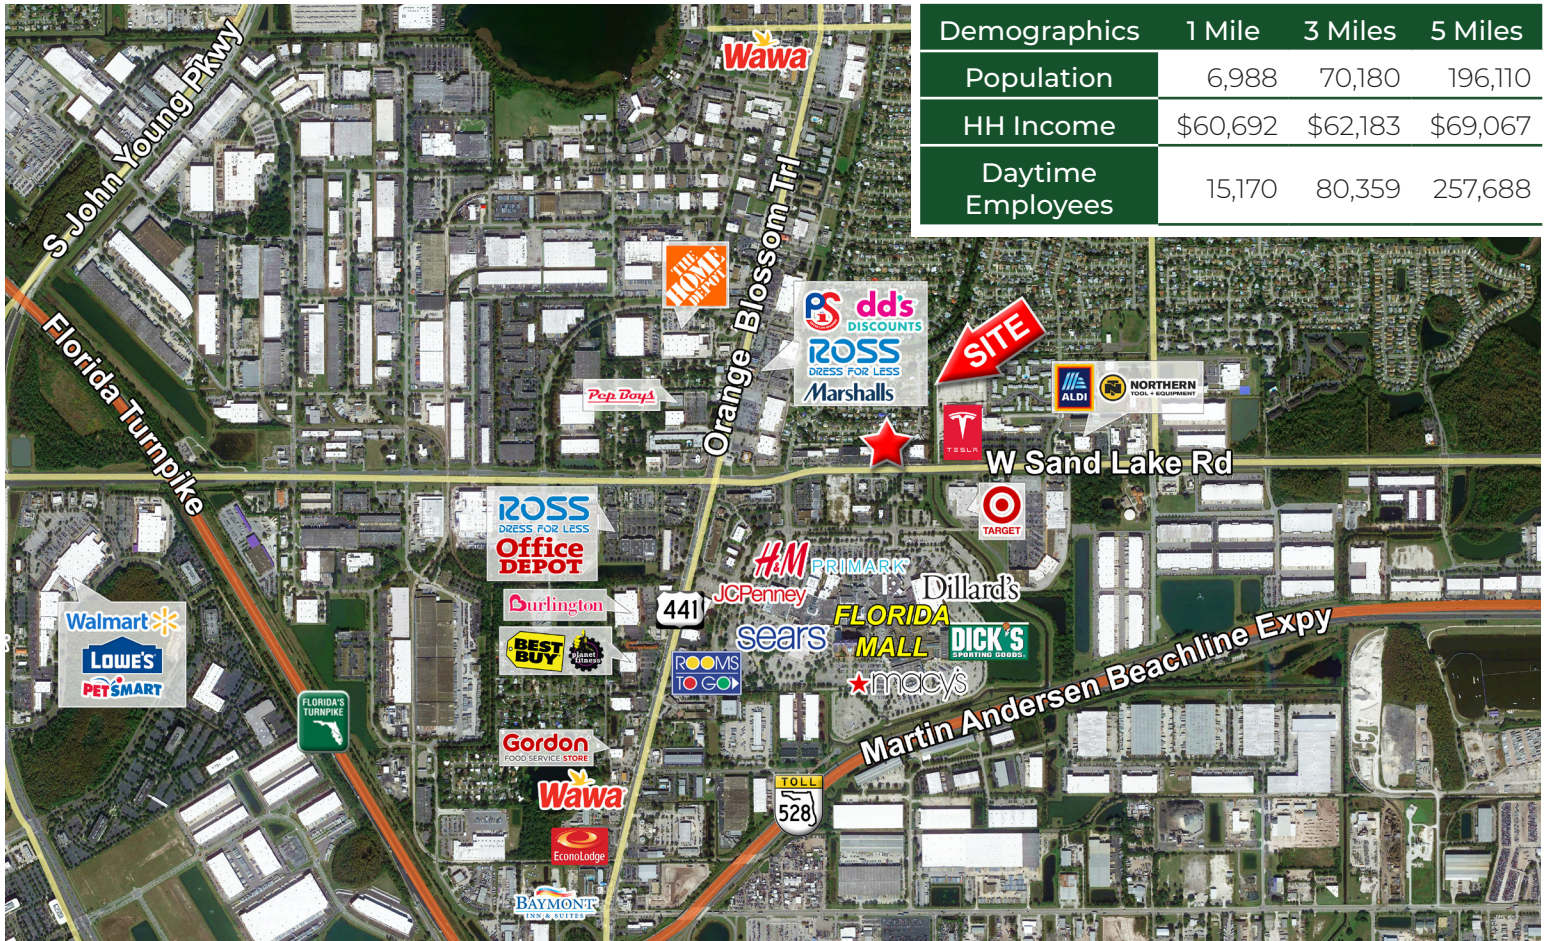 Demographics 1 Mile 3 Miles 5 Miles
Population 6,988 70,180 196,110
HH Income $60,692 $62,183 $69,067
Daytime
Employees 15,170 80,359 257,688
Wawa
S John Young Pkwy
Orange Blossom Trl
THE
HOME
DEPOT
PS
dd's
DISCOUNTS
ROSS
DRESS FOR LESS
Marshalls
SITE
Florida Turnpike
Pep Boys
ALDI
NORTHERN
TOOL + EQUIPMENT
TESLA
W Sand Lake Rd
ROSS
DRESS FOR LESS
Office
DEPOT
TARGET
H&M
PRIMARK
JCPenney
Dillard's
Burlington
441
FLORIDA
MALL
sears
DICK'S
SPORTING GOODS
Walmart
LOWE'S
PETSMART
BEST
BUY
planet
fitness
ROOMS
TO GO
macys
Martin Andersen Beachline Expy
FLORIDA'S
TURNPIKE
Gordon
FOOD SERVICE STORE
Wawa
TOLL
528
EconoLodge
BAYMONT
INN & SUITES